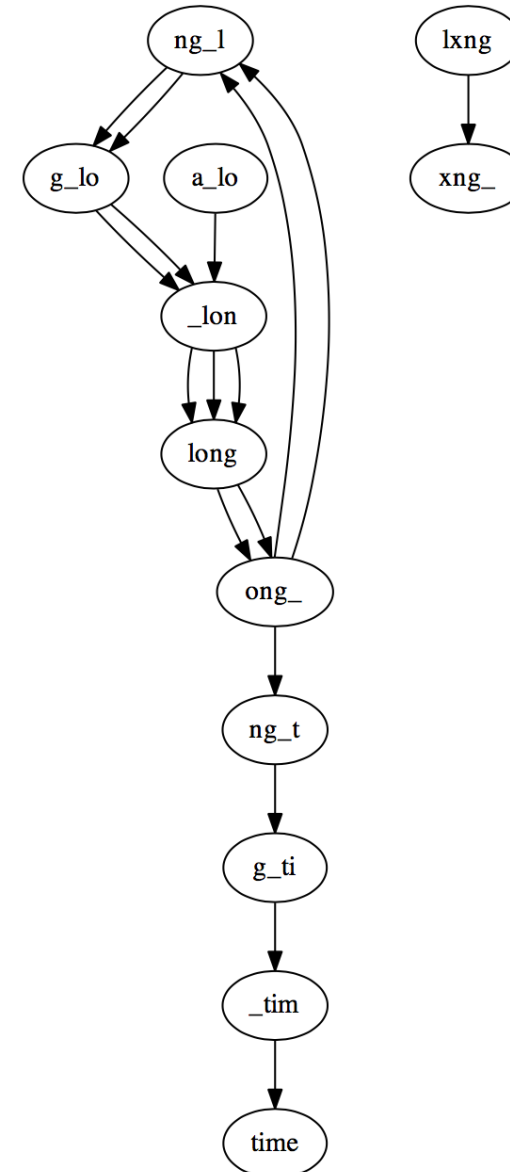 ng_l
lxng
g_lo
a_lo
xng_
_lon
long
ong_
ng_t
g_ti
_tim
time